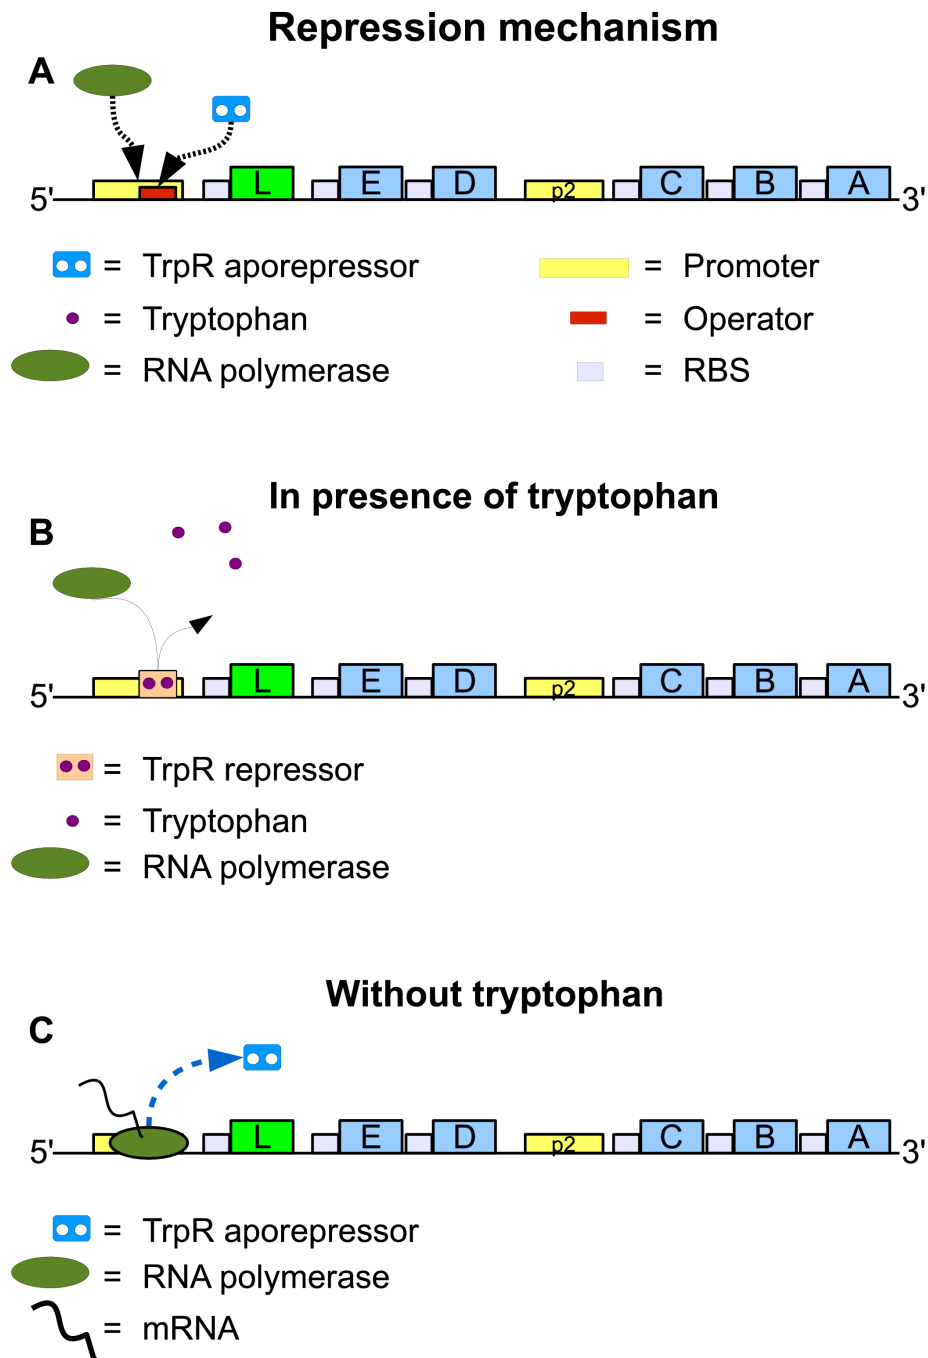 Repression mechanism
A
5' L E D p2 C B A 3'
= TrpR aporepressor = Promoter
= Tryptophan = Operator
= RNA polymerase = RBS
In presence of tryptophan
B
5' L E D p2 C B A 3'
= TrpR repressor
= Tryptophan
= RNA polymerase
Without tryptophan
C
5' L E D p2 C B A 3'
= TrpR aporepressor
= RNA polymerase
= mRNA